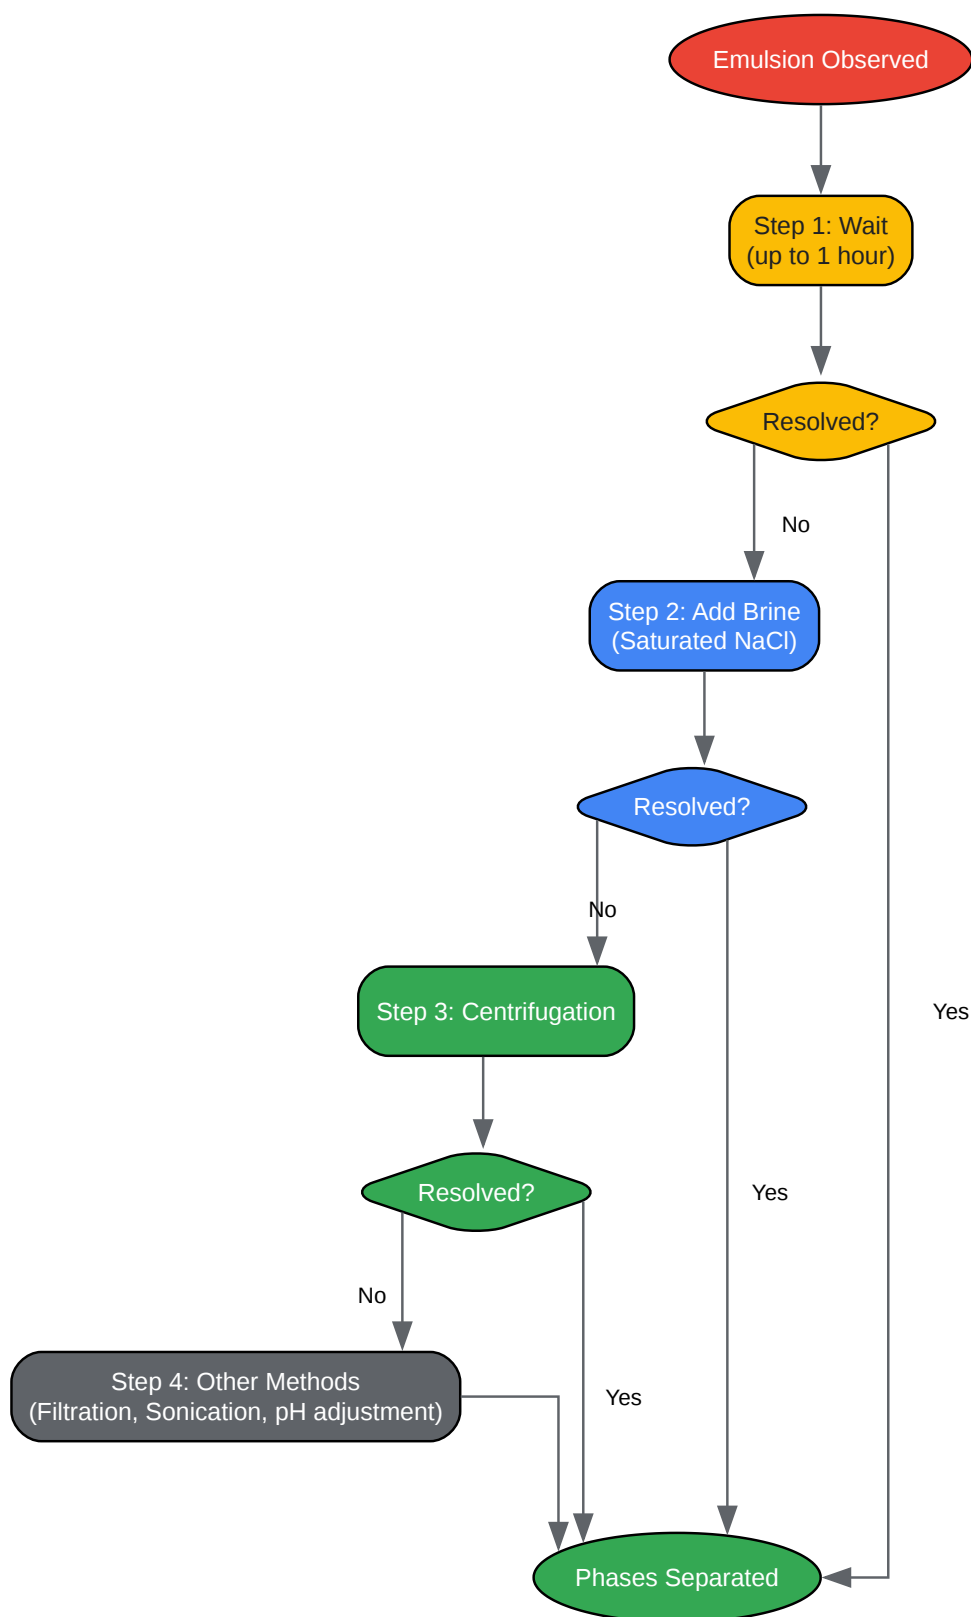 Emulsion Observed
Step 1: Wait
(up to 1 hour)
Resolved?
No
Step 2: Add Brine
(Saturated NaCl)
Resolved?
No
Step 3: Centrifugation
Yes
Resolved?
Yes
No
Step 4: Other Methods
(Filtration, Sonication, pH adjustment)
Yes
Phases Separated